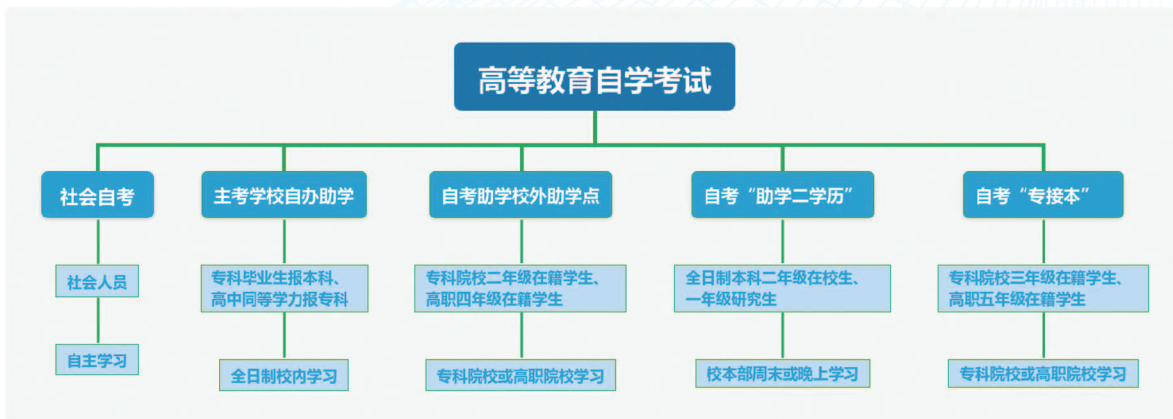 高等教育自学考试
社会自考
主考学校自办助学
自考助学校外助学点
自考“助学二学历”
自考“专接本”
社会人员
专科毕业生报本科、
高中同等学力报专科
专科院校二年级在籍学生、
高职四年级在籍学生
全日制本科二年级在校生、
一年级研究生
专科院校三年级在籍学生、
高职五年级在籍学生
自主学习
全日制校内学习
专科院校或高职院校学习
校本部周末或晚上学习
专科院校或高职院校学习